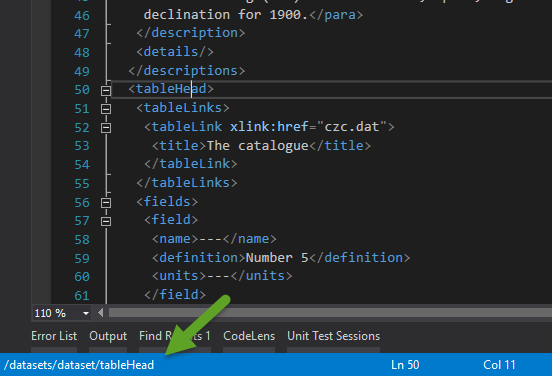 46 declination for 1900.</para>
47 </description>
48 <details/>
49 </descriptions>
50 <tableHead>
51 <tableLinks>
52 <tableLink xlink:href="czc.dat">
53 <title>The catalogue</title>
54 </tableLink>
55 </tableLinks>
56 <fields>
57 <field>
58 <name>---</name>
59 <definition>Number 5</definition>
60 <units>---</units>
61 </field>
110 %
Error List Output Find Results 1 CodeLens Unit Test Sessions
/datasets/dataset/tableHead Ln 50 Col 11